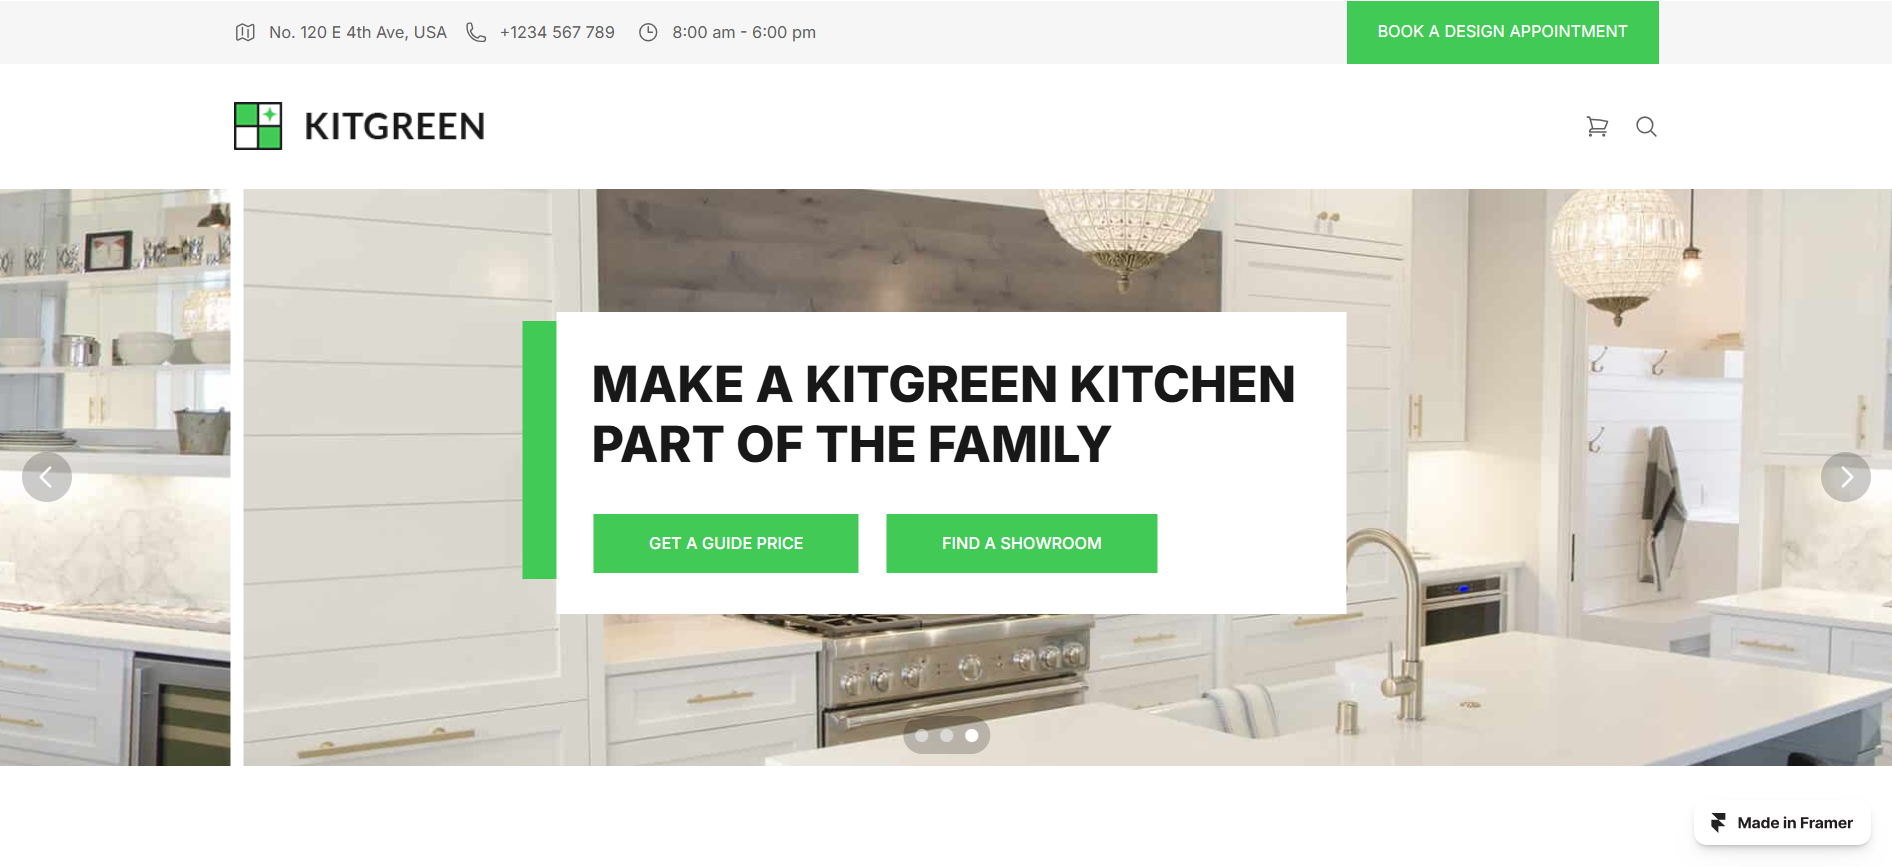 No. 120 E 4th Ave, USA +1234 567 789 8:00 am - 6:00 pm BOOK A DESIGN APPOINTMENT
KITGREEN
MAKE A KITGREEN KITCHEN
PART OF THE FAMILY
GET A GUIDE PRICE FIND A SHOWROOM
Made in Framer